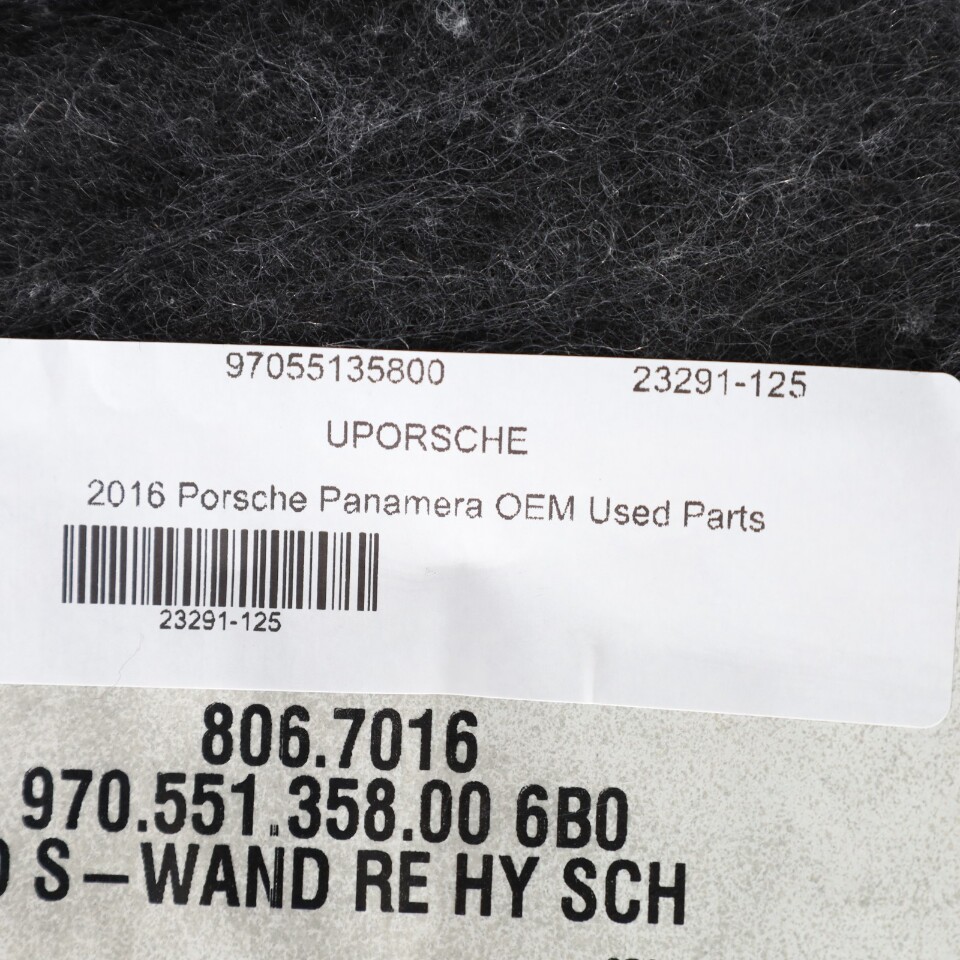 97055135800 23291-125
UPORSCHE
2016 Porsche Panamera OEM Used Parts
23291-125
806.7016
970.551.358.00 6B0
S-WAND RE HY SCH